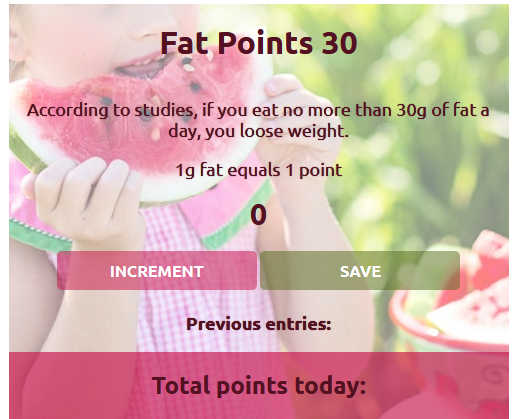 Fat Points 30
According to studies, if you eat no more than 30g of fat a
day, you loose weight.
1g fat equals 1 point
0
INCREMENT SAVE
Previous entries:
Total points today: